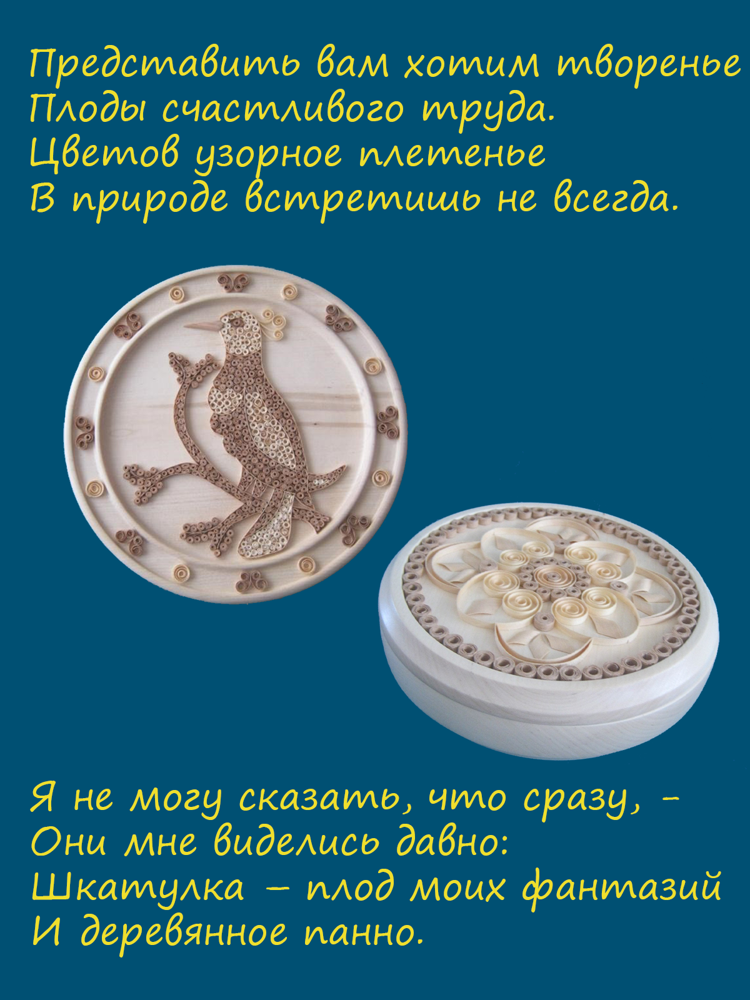 Представить вам хотим творенье
Плоды счастливого труда.
Цветов узорное плетенье
В природе встретишь не всегда.
Я не могу сказать, что сразу, -
Они мне виделись давно:
Шкатулка – плод моих фантазий
И деревянное панно.